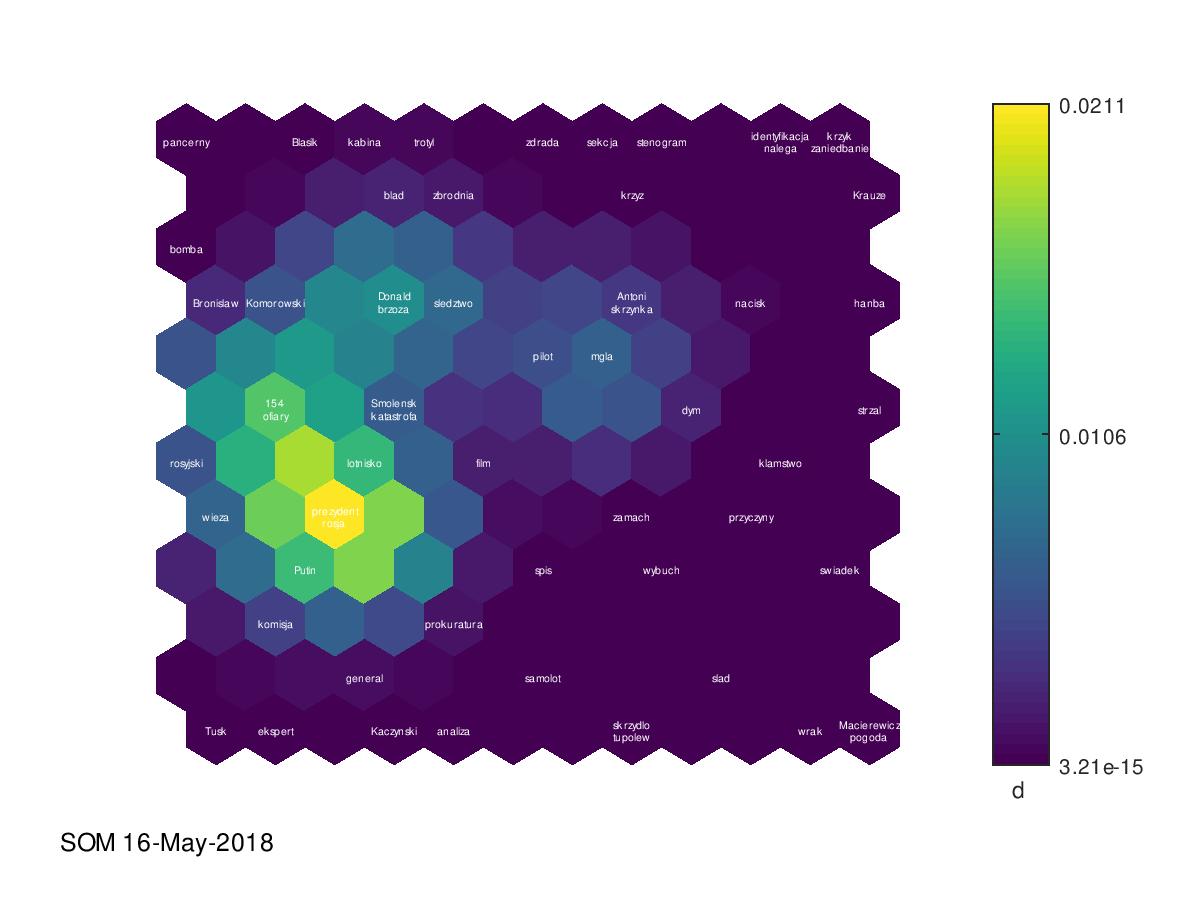 0.0211
pancerny Blasik kabina trotyl zdrada sekcja stenogram identyfikacja krzyk
nalega zaniedbanie
blad zbrodnia krzyz Krauze
bomba
Bronislaw Komorowski Donald sledztwo Antoni nacisk hanba
brzoza skrzynka
pilot mgla
154 Smolensk dym strzal
ofiary katastrofa
0.0106
rosyjski lotnisko film klamstwo
wieza prezydent zamach przyczyny
rosja
Putin spis wybuch swiadek
komisja prokuratura
general samolot slad
Tusk ekspert Kaczynski analiza skrzydlo wrak Macierewicz
tupolew pogoda
3.21e-15
d
SOM 16-May-2018